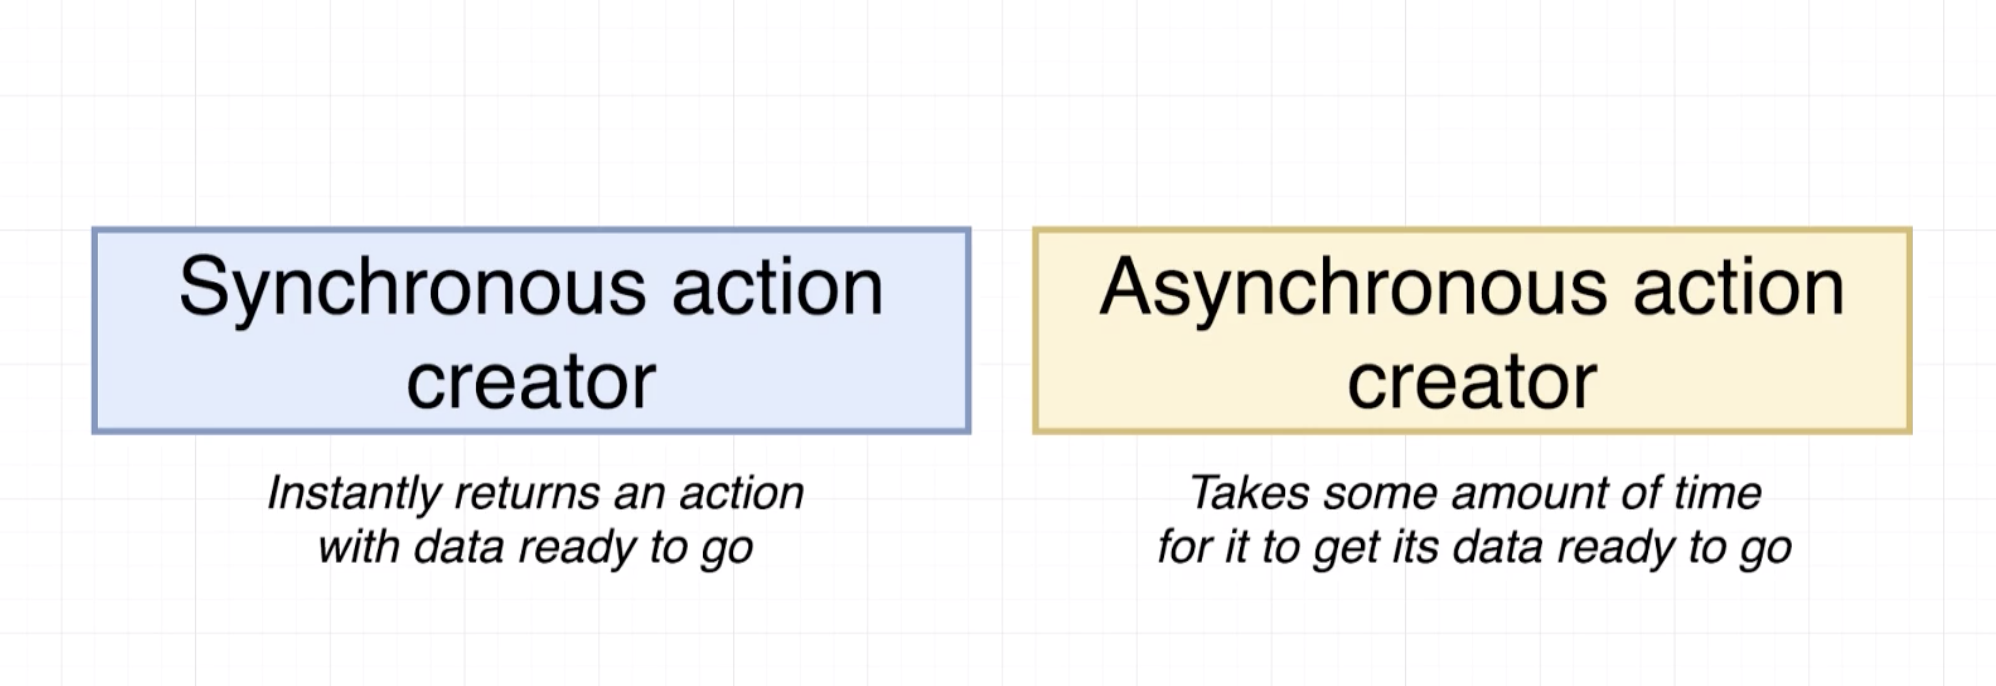 Synchronous action
creator
Instantly returns an action
with data ready to go
Asynchronous action
creator
Takes some amount of time
for it to get its data ready to go